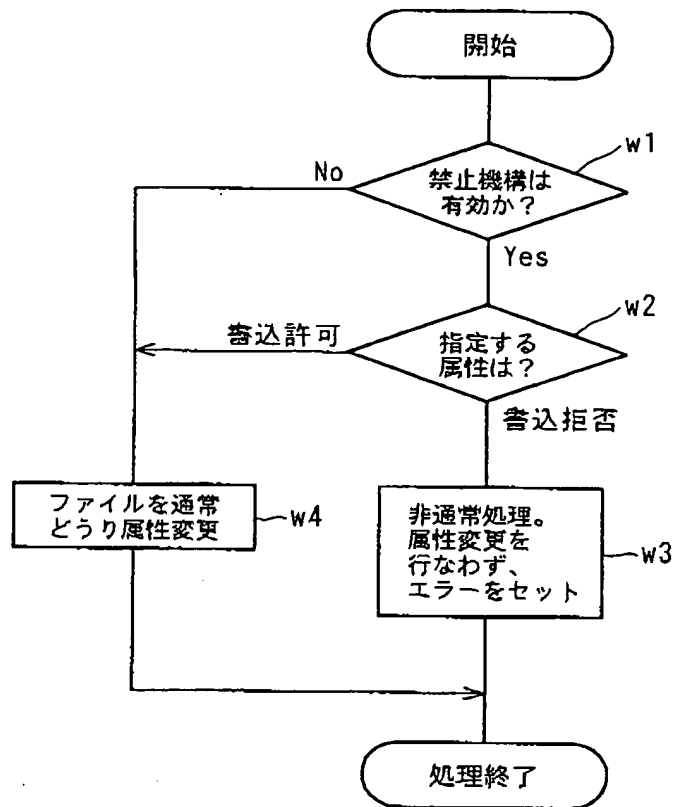 開始
w1
禁止機構は
有効か？
No
Yes
w2
指定する
属性は？
書込許可
書込拒否
ファイルを通常
どうり属性変更
w4
非通常処理。
属性変更を
行なわず、
エラーをセット
w3
処理終了